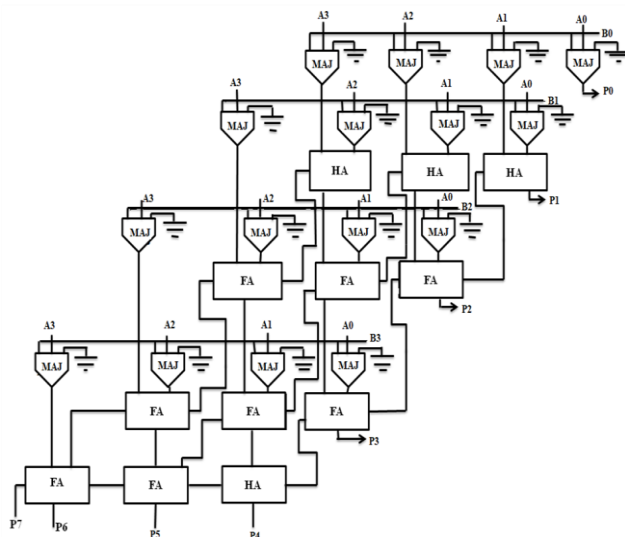 A3 A2 A1 A0
B0
MAJ MAJ MAJ MAJ
P0
A3 A2 A1 A0
B1
MAJ MAJ MAJ MAJ
HA HA HA
P1
A3 A2 A1 A0
B2
MAJ MAJ MAJ MAJ
FA FA FA
P2
A3 A2 A1 A0
B3
MAJ MAJ MAJ MAJ
FA FA FA
P3
FA FA HA
P7 P6 P5 P4